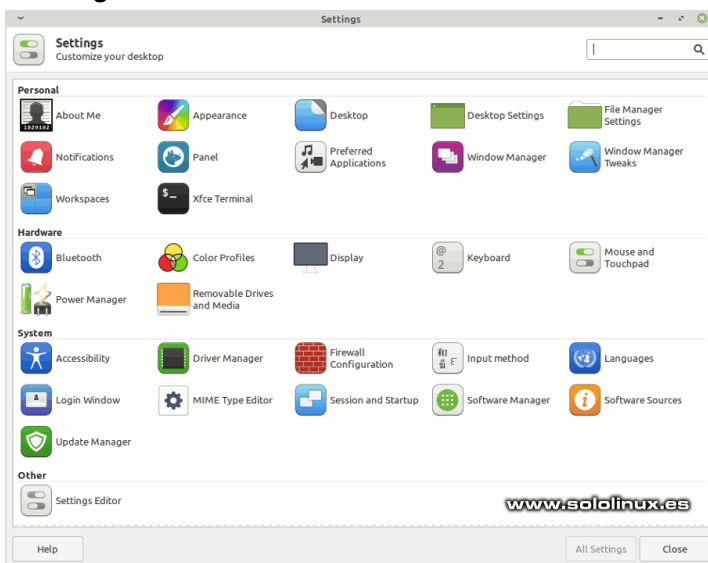 Settings
Settings
Customize your desktop
Personal
About Me
Appearance
Desktop
Desktop Settings
File Manager
Settings
Notifications
Panel
Preferred
Applications
Window Manager
Window Manager
Tweaks
Workspaces
$_
Xfce Terminal
Hardware
Bluetooth
Color Profiles
Display
@
2
Keyboard
Mouse and
Touchpad
Power Manager
Removable Drives
and Media
System
Accessibility
Driver Manager
Firewall
Configuration
Input method
Languages
Login Window
MIME Type Editor
Session and Startup
Software Manager
Software Sources
Update Manager
Other
Settings Editor
www.sololinux.es
Help
All Settings
Close